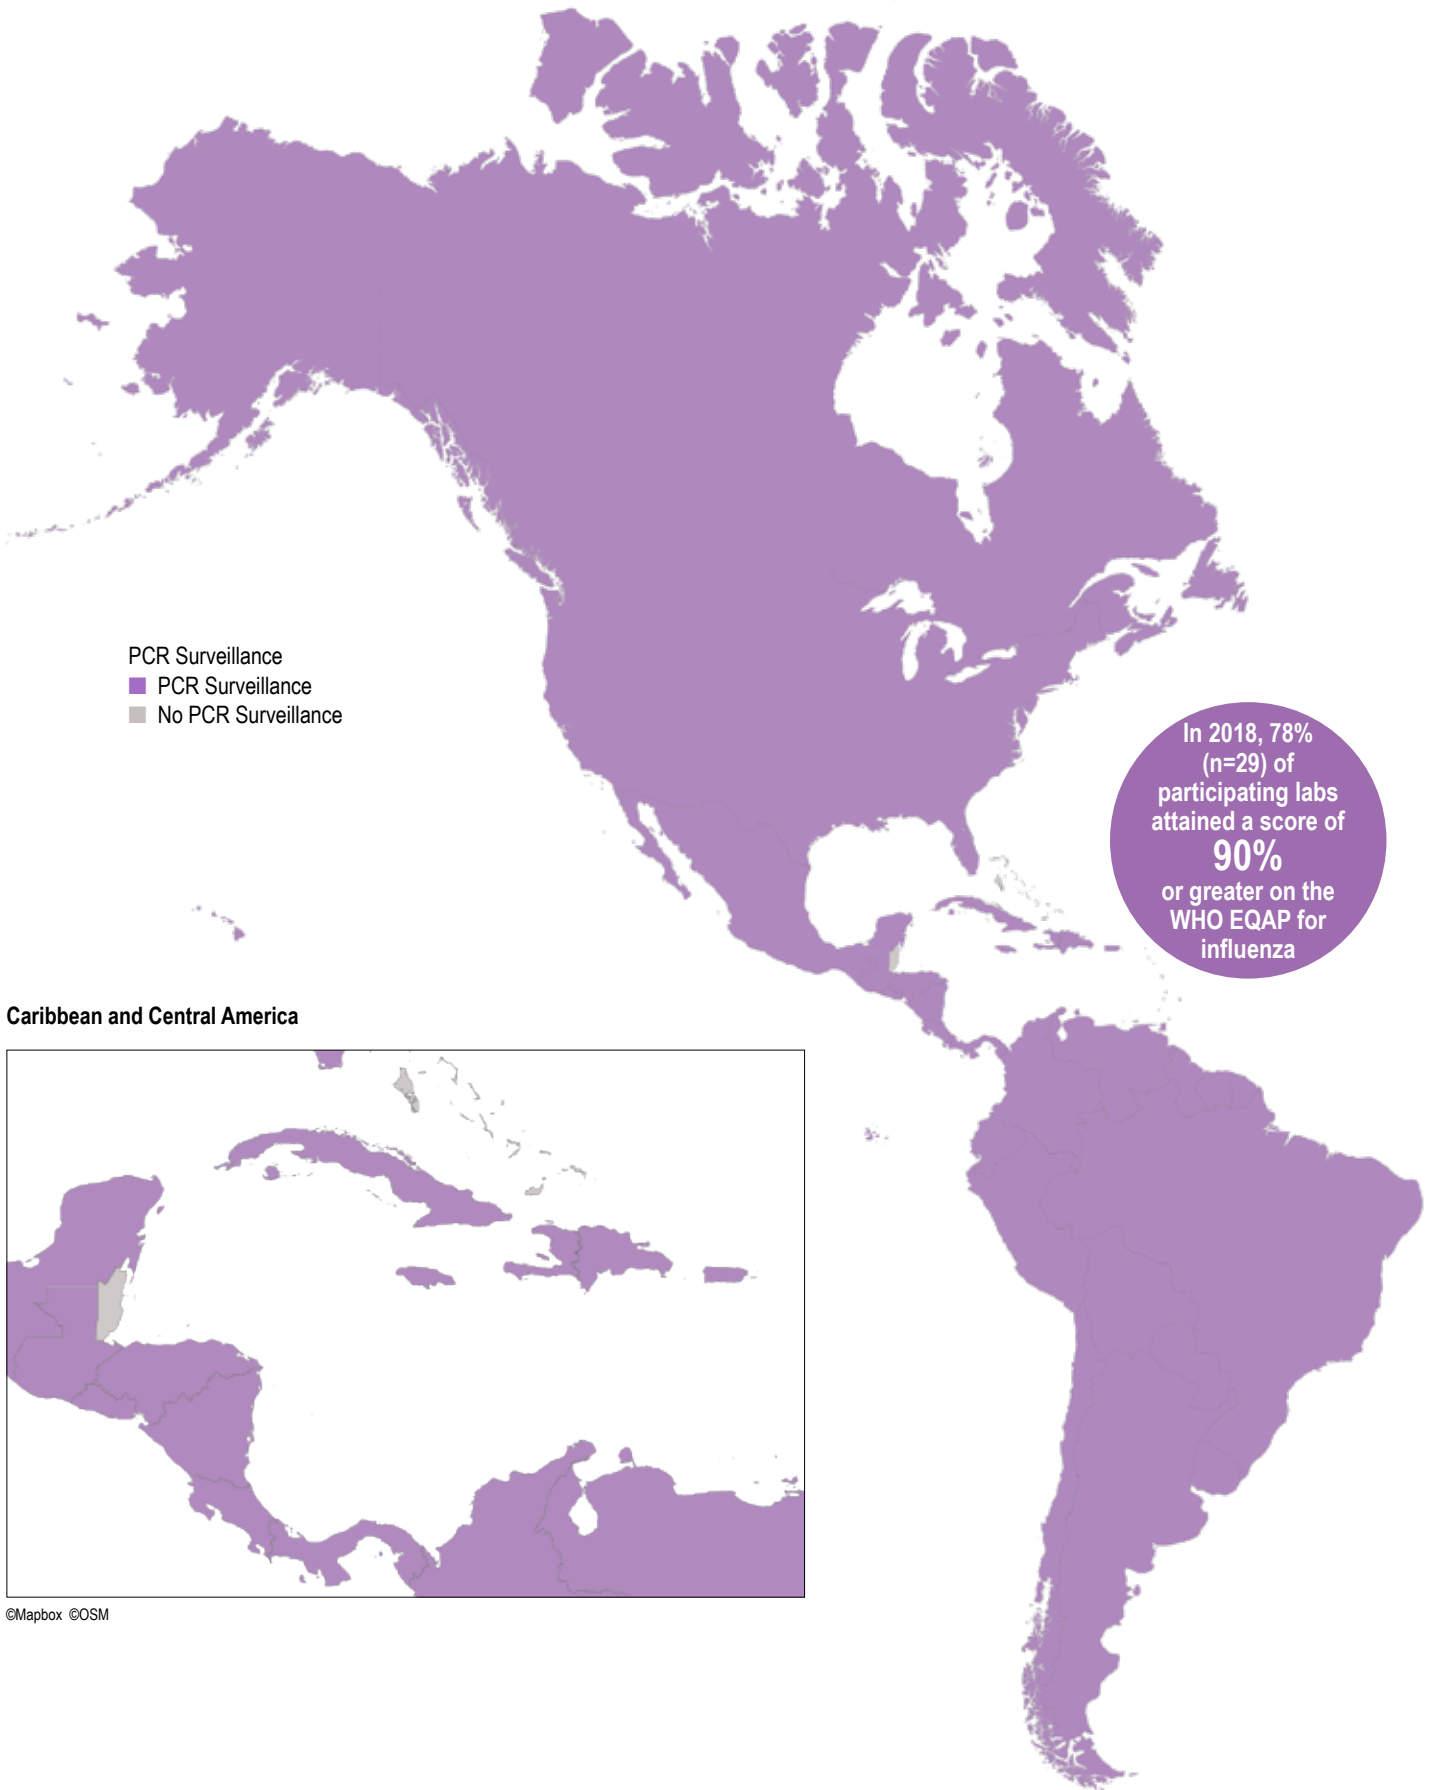 PCR Surveillance
PCR Surveillance
No PCR Surveillance
In 2018, 78%
(n=29) of
participating labs
attained a score of
90%
or greater on the
WHO EQAP for
influenza
Caribbean and Central America
©Mapbox ©OSM